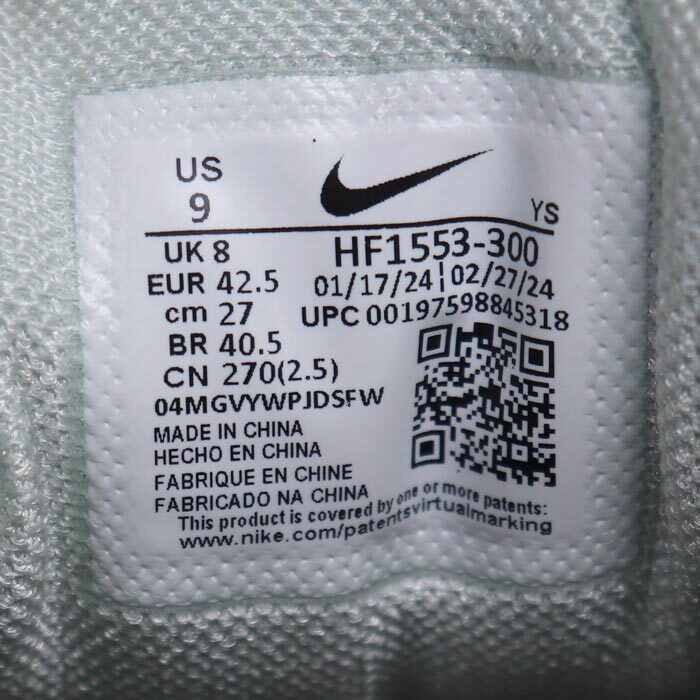 US
9
YS
UK 8
HF1553-300
EUR 42.5
01/17/24 | 02/27/24
cm 27
UPC 00197598845318
BR 40.5
CN 270(2.5)
04MGVYWPJDSFW
MADE IN CHINA
HECHO EN CHINA
FABRIQUE EN CHINE
FABRICADO NA CHINA
This product is covered by one or more patents:
www.nike.com/patentsvirtualmarking